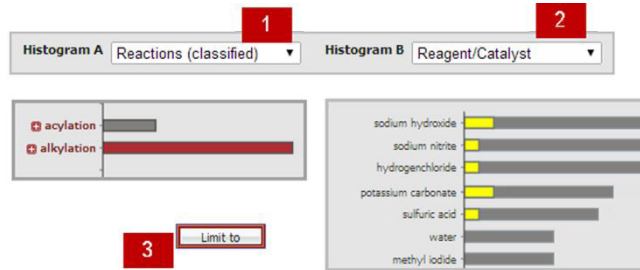 1
2
Histogram A Reactions (classified) Histogram B Reagent/Catalyst
acylation
alkylation
3
Limit to
sodium hydroxide
sodium nitrite
hydrogenchloride
potassium carbonate
sulfuric acid
water
methyl iodide